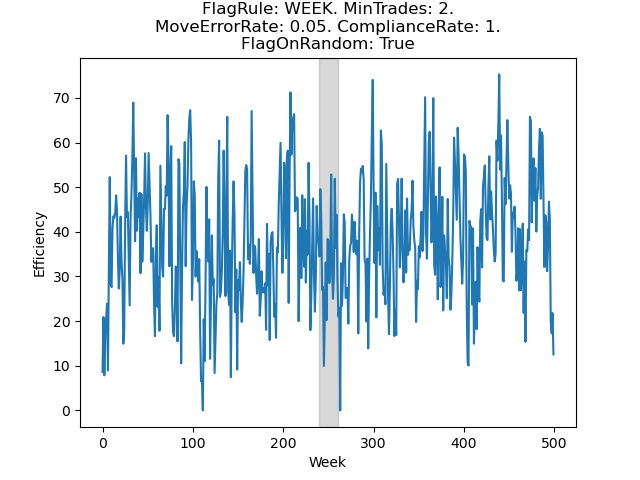 FlagRule: WEEK. MinTrades: 2.
MoveErrorRate: 0.05. ComplianceRate: 1.
FlagOnRandom: True
70
60
50
40
30
20
10
0
Efficiency
0
100
200
300
400
500
Week